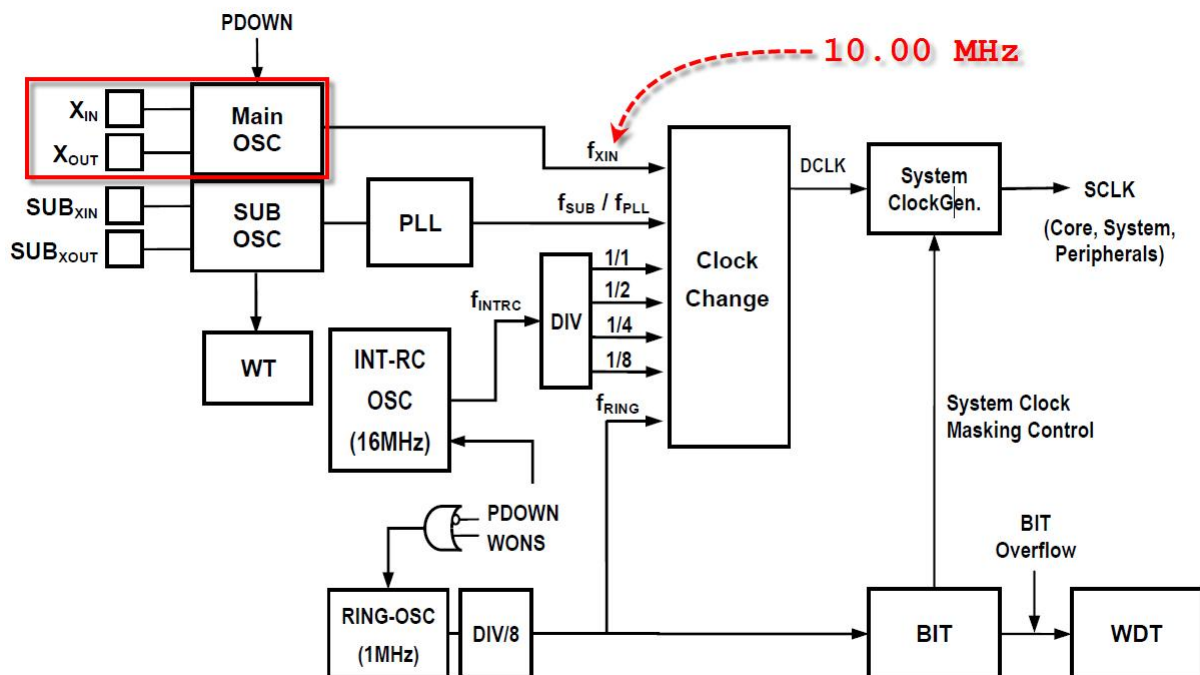 PDOWN
10.00 MHz
XIN
Main
OSC
XOUT
fXIN
DCLK
System
ClockGen.
SCLK
(Core, System,
Peripherals)
SUBXIN
SUB
OSC
SUBXOUT
PLL
fSUB / fPLL
Clock
Change
DIV
1/1
1/2
1/4
1/8
fINTRC
WT
INT-RC
OSC
(16MHz)
fRING
System Clock
Masking Control
PDOWN
WONS
BIT
Overflow
RING-OSC
(1MHz)
DIV/8
BIT
WDT